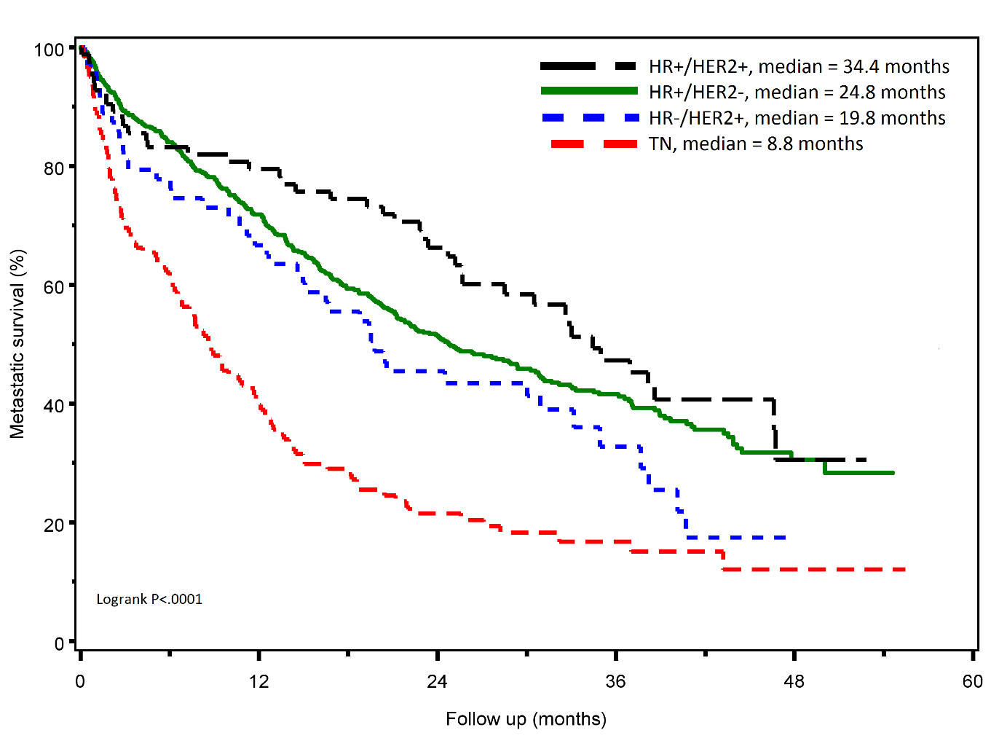 HR+/HER2+, median = 34.4 months
HR+/HER2-, median = 24.8 months
HR-/HER2+, median = 19.8 months
TN, median = 8.8 months
Metastatic survival (%)
100
80
60
40
20
0
Logrank P<.0001
0 12 24 36 48 60
Follow up (months)